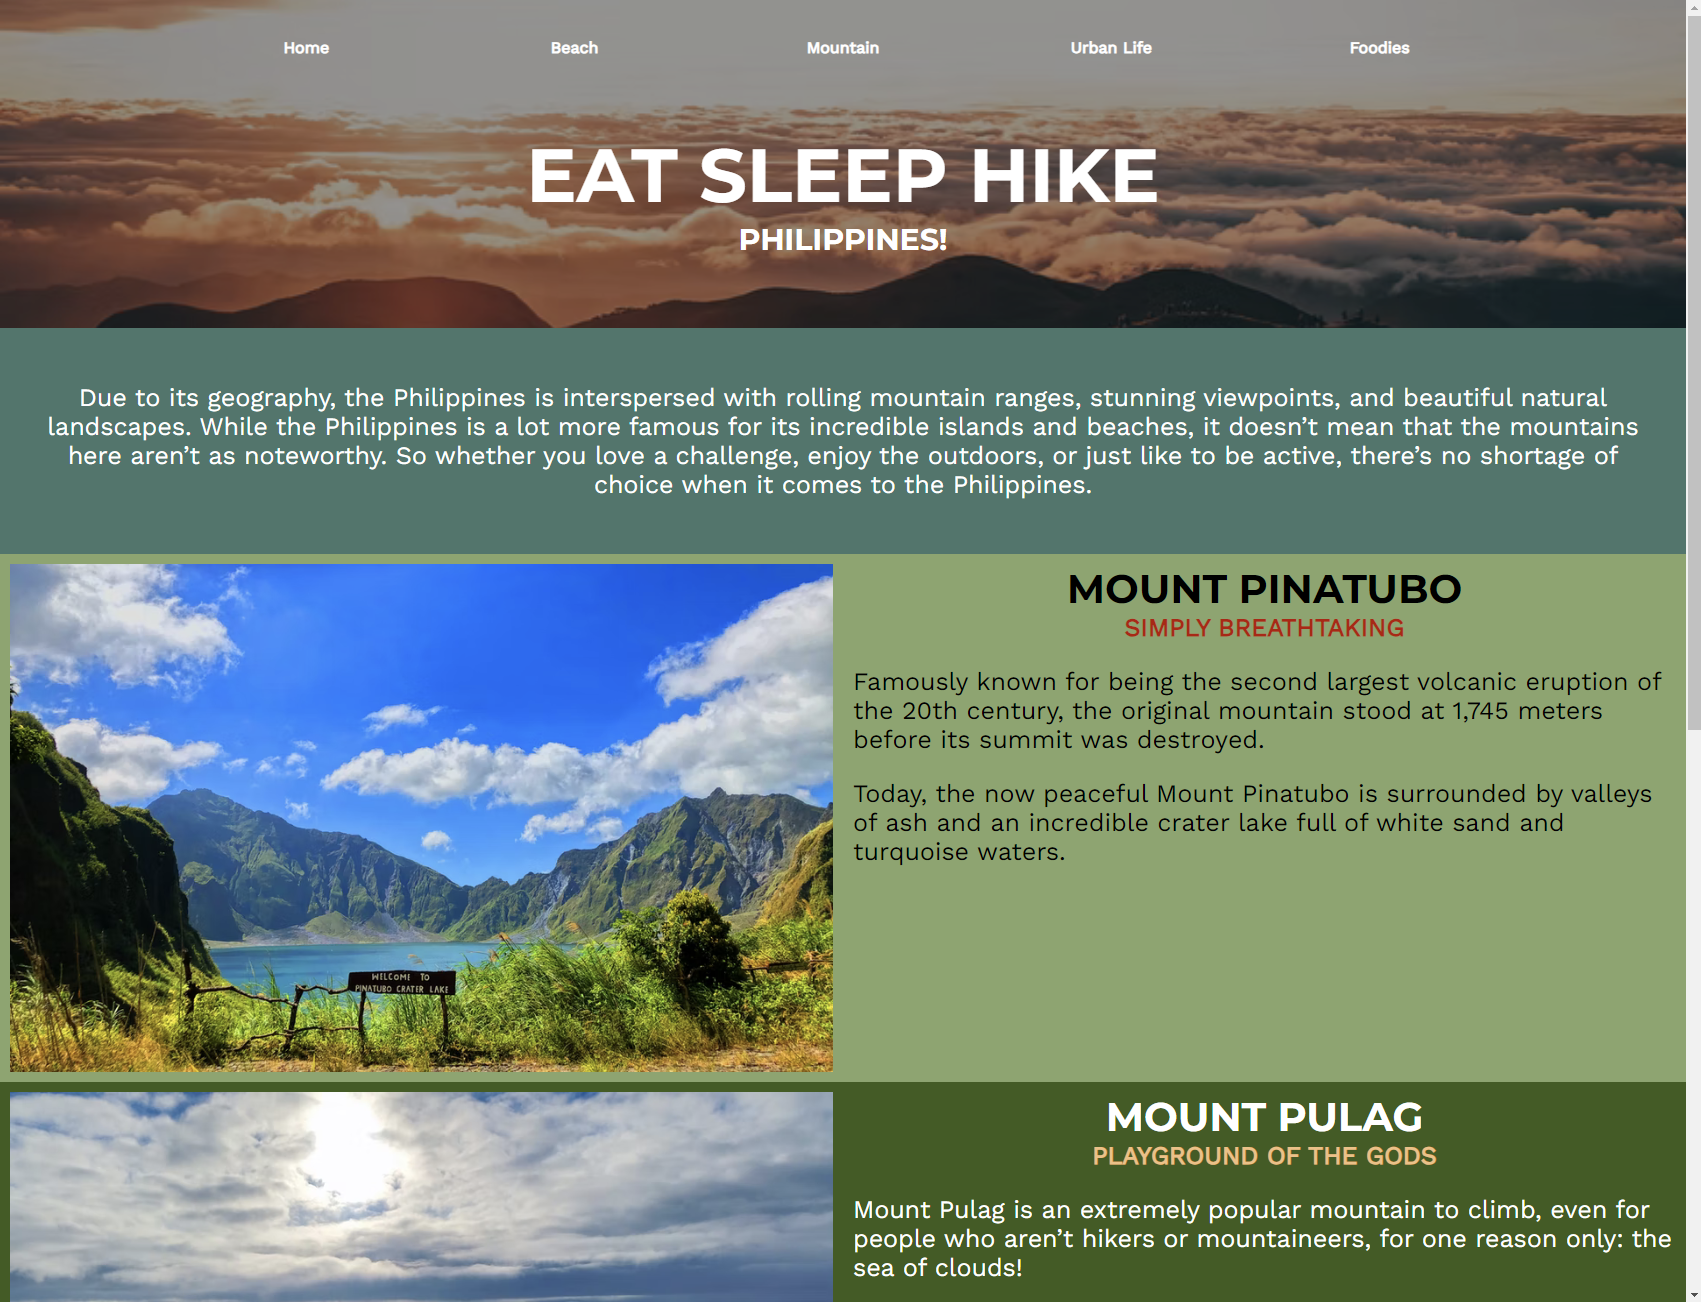 Home Beach Mountain Urban Life Foodies
EAT SLEEP HIKE
PHILIPPINES!
Due to its geography, the Philippines is interspersed with rolling mountain ranges, stunning viewpoints, and beautiful natural
landscapes. While the Philippines is a lot more famous for its incredible islands and beaches, it doesn’t mean that the mountains
here aren’t as noteworthy. So whether you love a challenge, enjoy the outdoors, or just like to be active, there’s no shortage of
choice when it comes to the Philippines.
WELCOME TO
PINATUBO CRATER LAKE
MOUNT PINATUBO
SIMPLY BREATHTAKING
Famously known for being the second largest volcanic eruption of
the 20th century, the original mountain stood at 1,745 meters
before its summit was destroyed.
Today, the now peaceful Mount Pinatubo is surrounded by valleys
of ash and an incredible crater lake full of white sand and
turquoise waters.
MOUNT PULAG
PLAYGROUND OF THE GODS
Mount Pulag is an extremely popular mountain to climb, even for
people who aren’t hikers or mountaineers, for one reason only: the
sea of clouds!